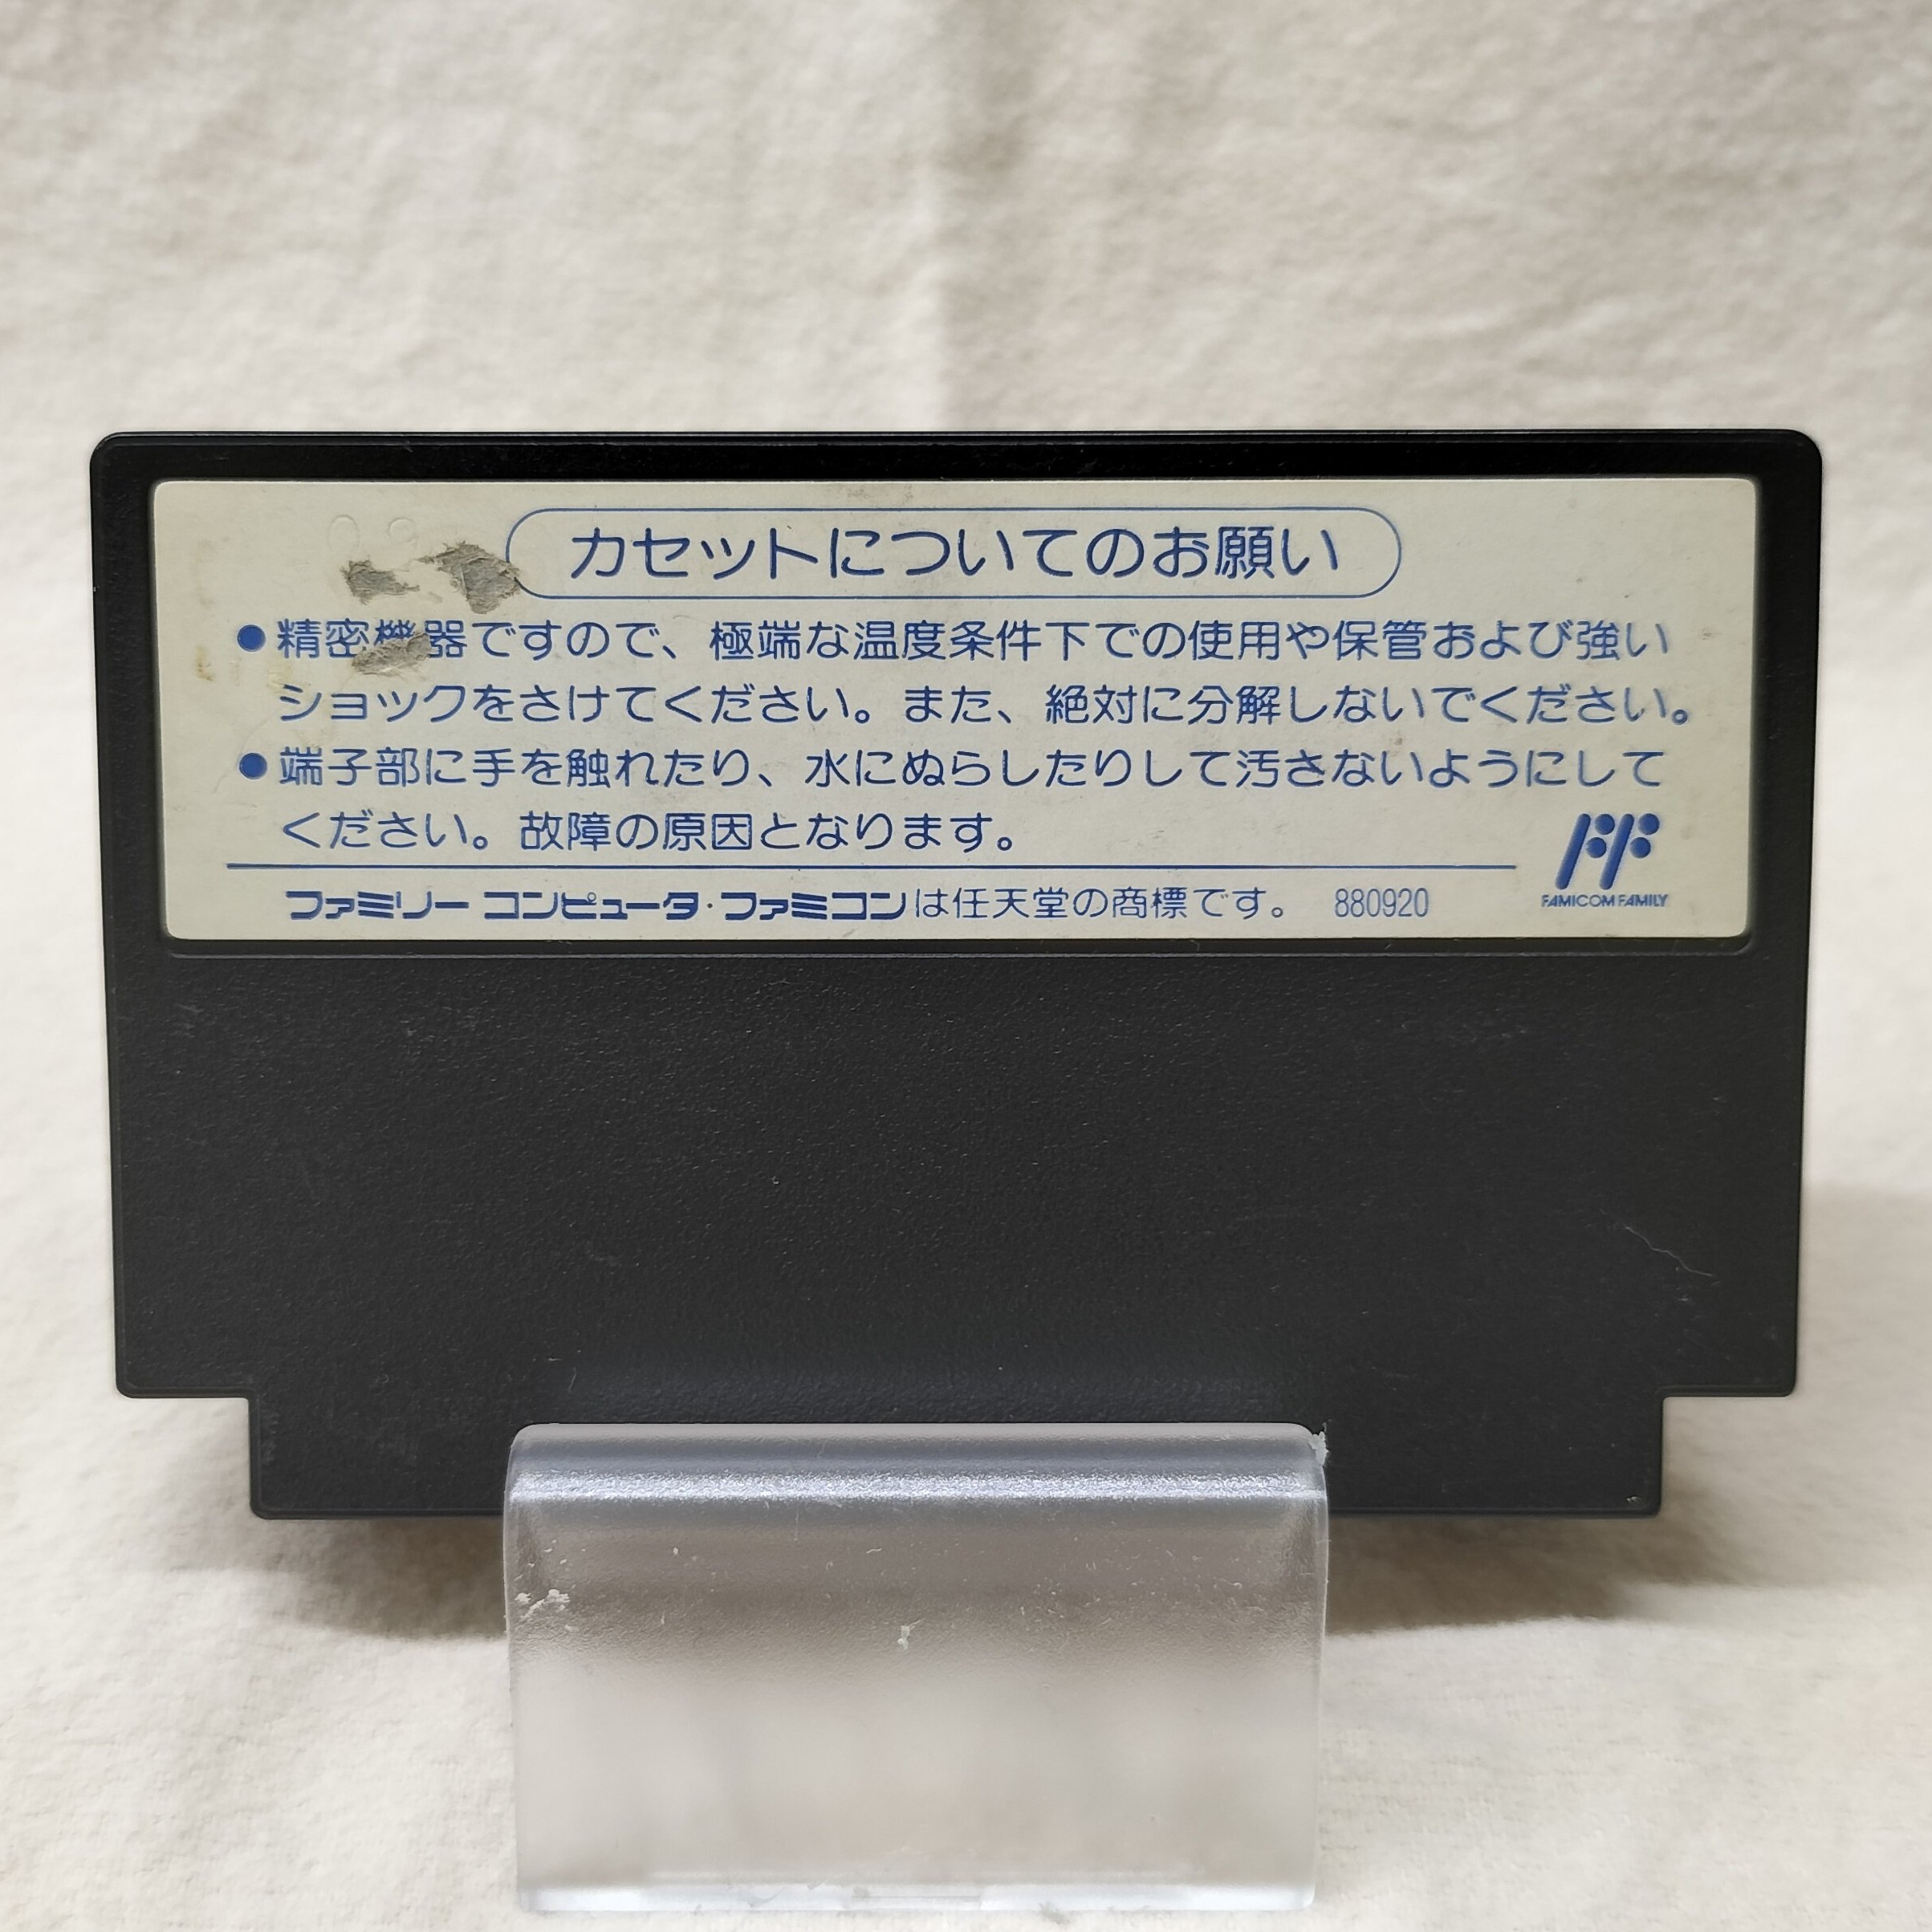 カセットについてのお願い
●精密機器ですので、極端な温度条件下での使用や保管および強い
ショックをさけてください。また、絶対に分解しないでください。
●端子部に手を触れたり、水にぬらしたりして汚さないようにして
ください。故障の原因となります。
ファミリー コンピュータ・ファミコンは任天堂の商標です。 880920
FAMICOM FAMILY